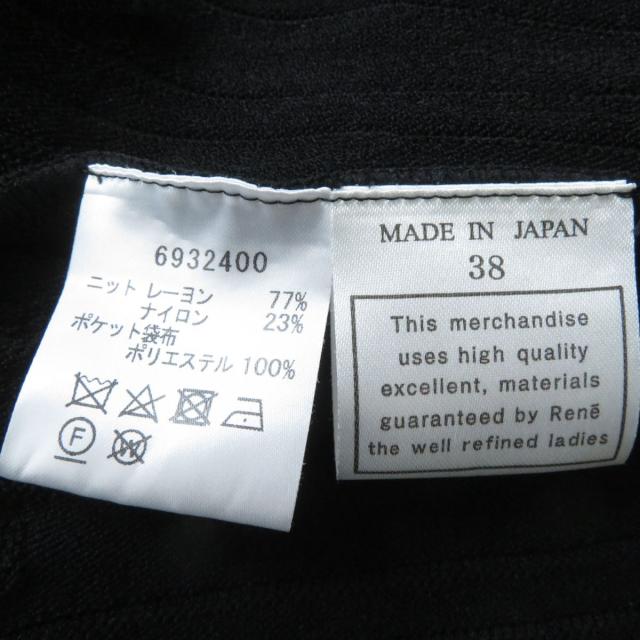 6932400
ニット レーヨン 77%
ナイロン 23%
ポケット袋布
ポリエステル 100%
F W
MADE IN JAPAN
38
This merchandise
uses high quality
excellent, materials
guaranteed by Renē
the well refined ladies